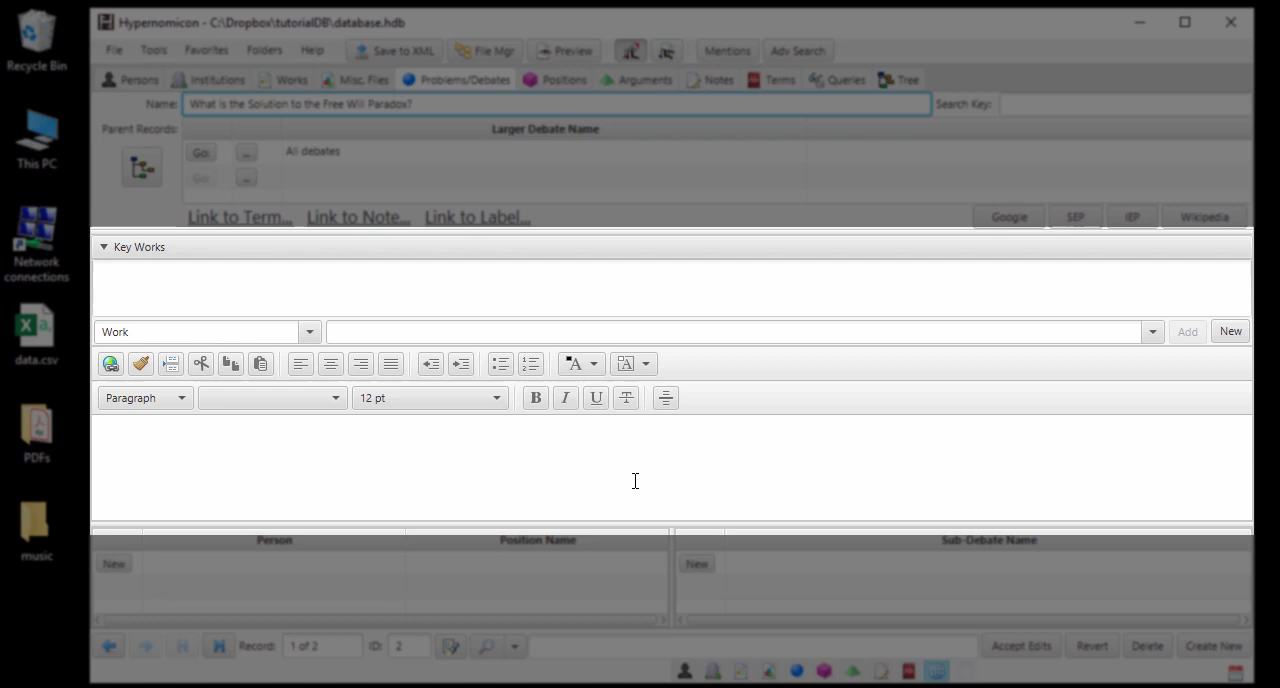 Recycle Bin
This PC
Network connections
data.csv
PDFs
music
Hypernomicon - C:\Dropbox\tutorialDB\database.hdb
File Tools Favorites Folders Help Save to XML File Mgr Preview Mentions Adv Search
Persons Institutions Works Misc. Files Problems/Debates Positions Arguments Notes Terms Queries Tree
Name: What is the Solution to the Free Will Paradox? Search Key:
Parent Records: Larger Debate Name
Go: ... All debates
Go: ...
Link to Term... Link to Note... Link to Label... Google SEP IEP Wikipedia
Key Works
Work Add New
Paragraph 12 pt B I U T
Person Position Name Sub-Debate Name
New New
Record: 1 of 2 ID: 2 Accept Edits Revert Delete Create New